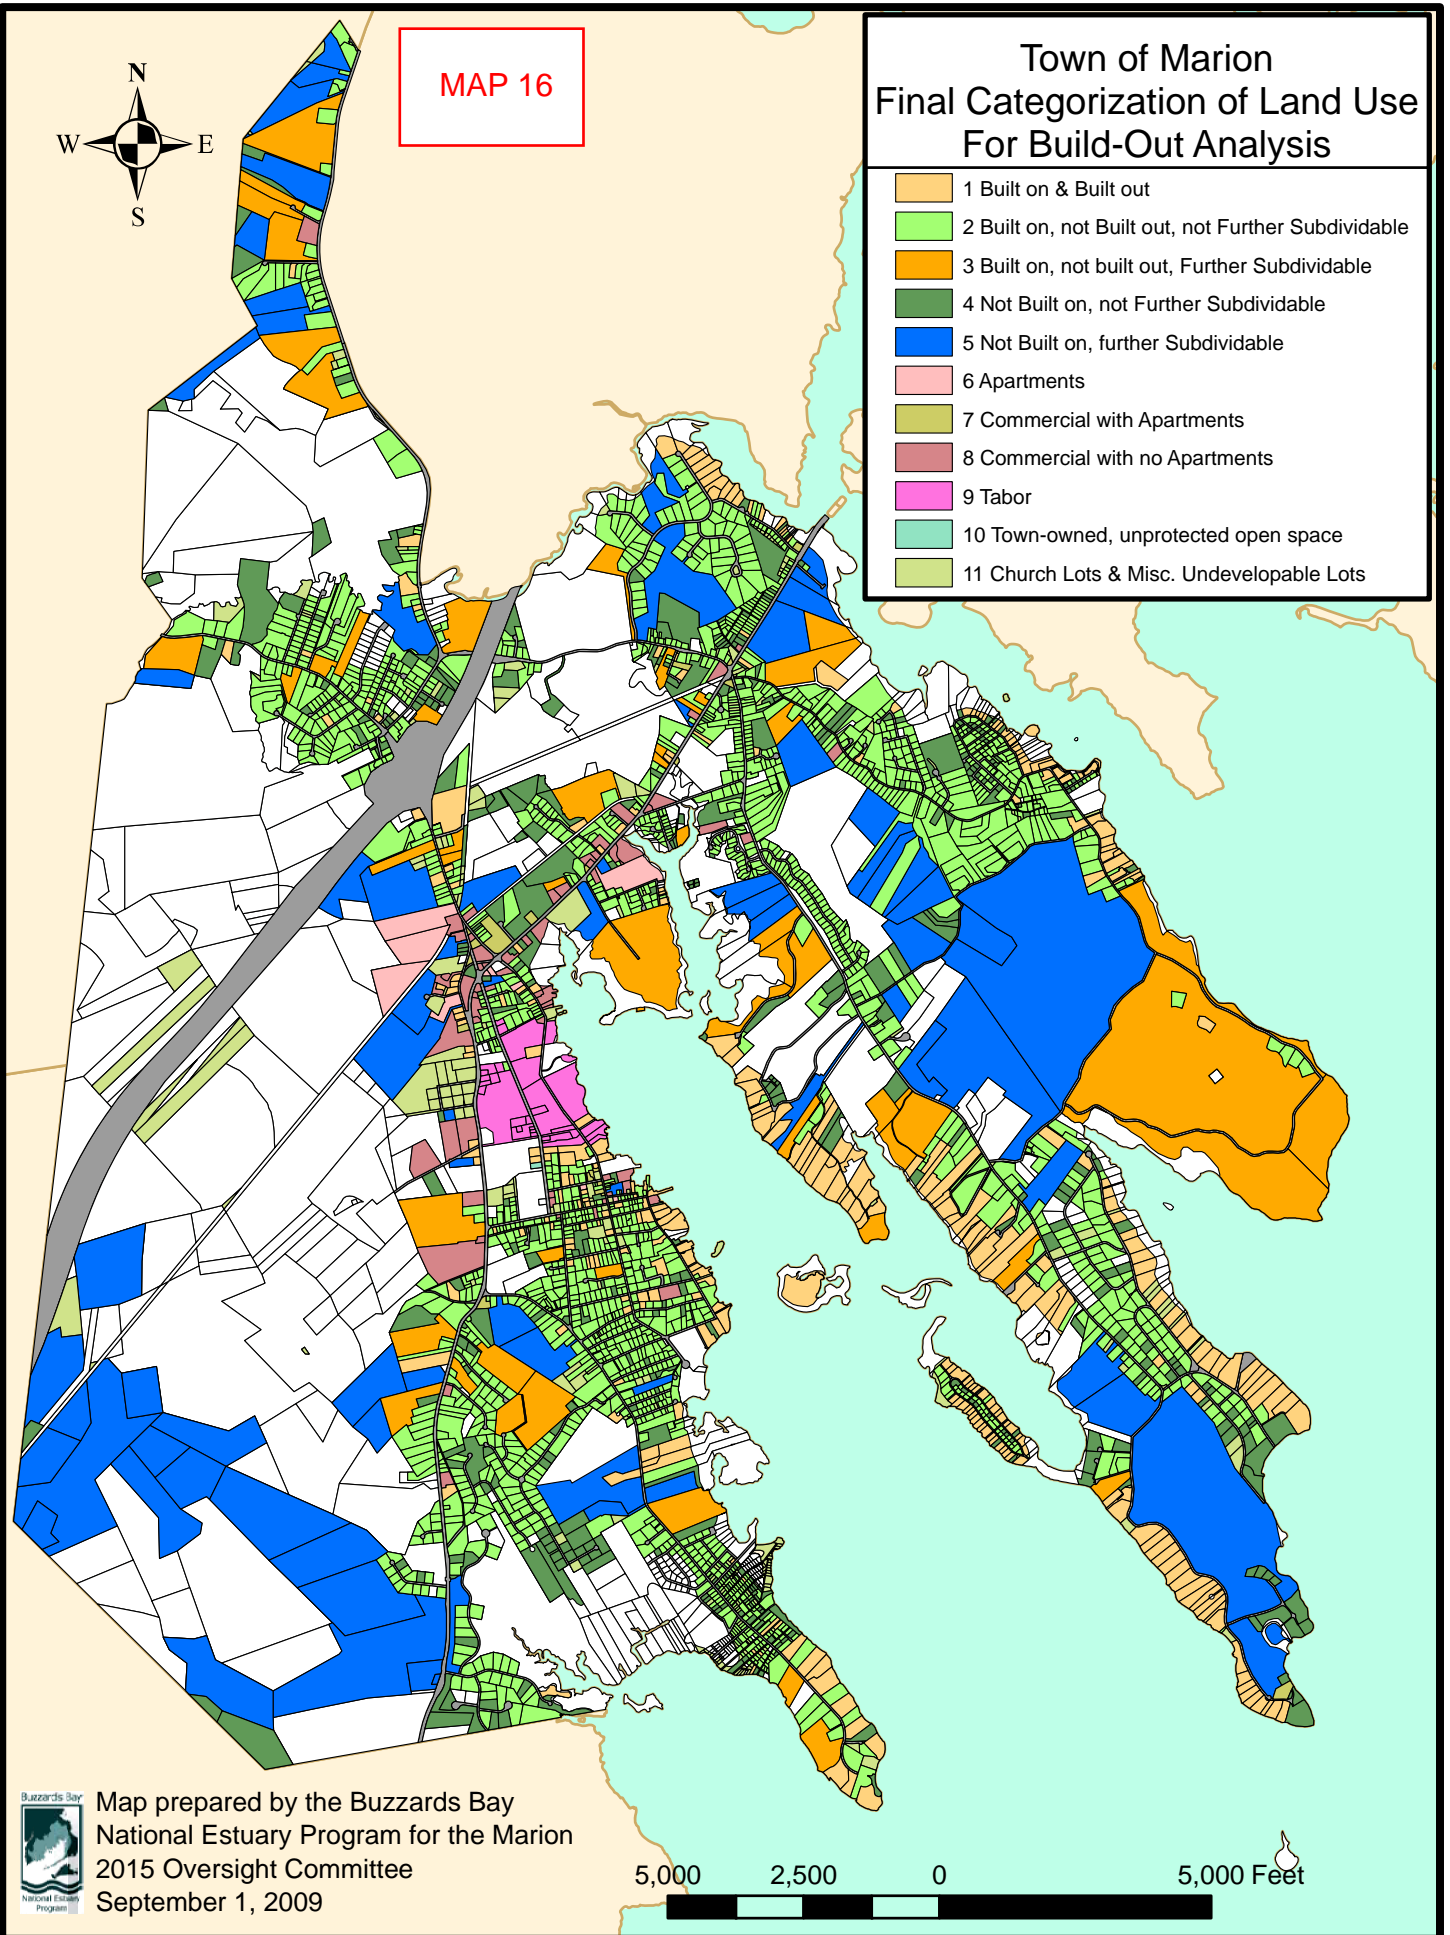 N
W E
S
MAP 16
Town of Marion
Final Categorization of Land Use
For Build-Out Analysis
1 Built on & Built out
2 Built on, not Built out, not Further Subdividable
3 Built on, not built out, Further Subdividable
4 Not Built on, not Further Subdividable
5 Not Built on, further Subdividable
6 Apartments
7 Commercial with Apartments
8 Commercial with no Apartments
9 Tabor
10 Town-owned, unprotected open space
11 Church Lots & Misc. Undevelopable Lots
Buzzards Bay
National Estuary
Program
Map prepared by the Buzzards Bay
National Estuary Program for the Marion
2015 Oversight Committee
September 1, 2009
5,000 2,500 0 5,000 Feet